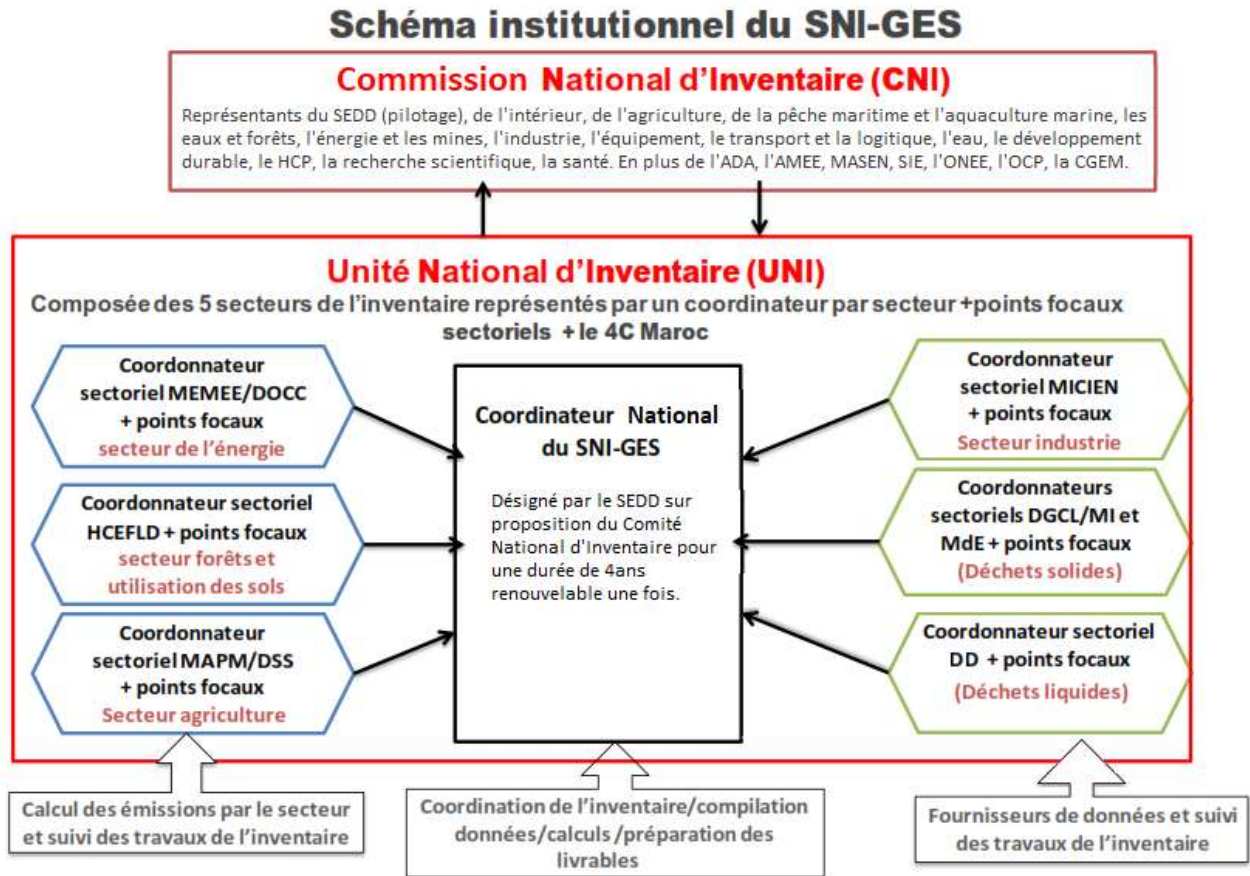 Schéma institutionnel du SNI-GES
Commission National d'Inventaire (CNI)
Représentants du SEDD (pilotage), de l'intérieur, de l'agriculture, de la pêche maritime et l'aquaculture marine, les
eaux et forêts, l'énergie et les mines, l'industrie, l'équipement, le transport et la logitique, l'eau, le développement
durable, le HCP, la recherche scientifique, la santé. En plus de l'ADA, l'AMEE, MASEN, SIE, l'ONEE, l'OCP, la CGEM.
Unité National d'Inventaire (UNI)
Composée des 5 secteurs de l'inventaire représentés par un coordinateur par secteur +points focaux
sectoriels + le 4C Maroc
Coordonnateur
sectoriel MEMEE/DOCC
+ points focaux
secteur de l'énergie
Coordonnateur sectoriel
HCEFLD + points focaux
secteur forêts et
utilisation des sols
Coordonnateur
sectoriel MAPM/DSS
+ points focaux
Secteur agriculture
Coordinateur National
du SNI-GES
Désigné par le SEDD sur
proposition du Comité
National d'Inventaire pour
une durée de 4ans
renouvelable une fois.
Coordonnateur
sectoriel MICIEN
+ points focaux
Secteur industrie
Coordonnateurs
sectoriels DGCL/MI et
MdE + points focaux
(Déchets solides)
Coordonnateur sectoriel
DD + points focaux
(Déchets liquides)
Calcul des émissions par le secteur
et suivi des travaux de l'inventaire
Coordination de l'inventaire/compilation
données/calculs/préparation des
livrables
Fournisseurs de données et suivi
des travaux de l'inventaire